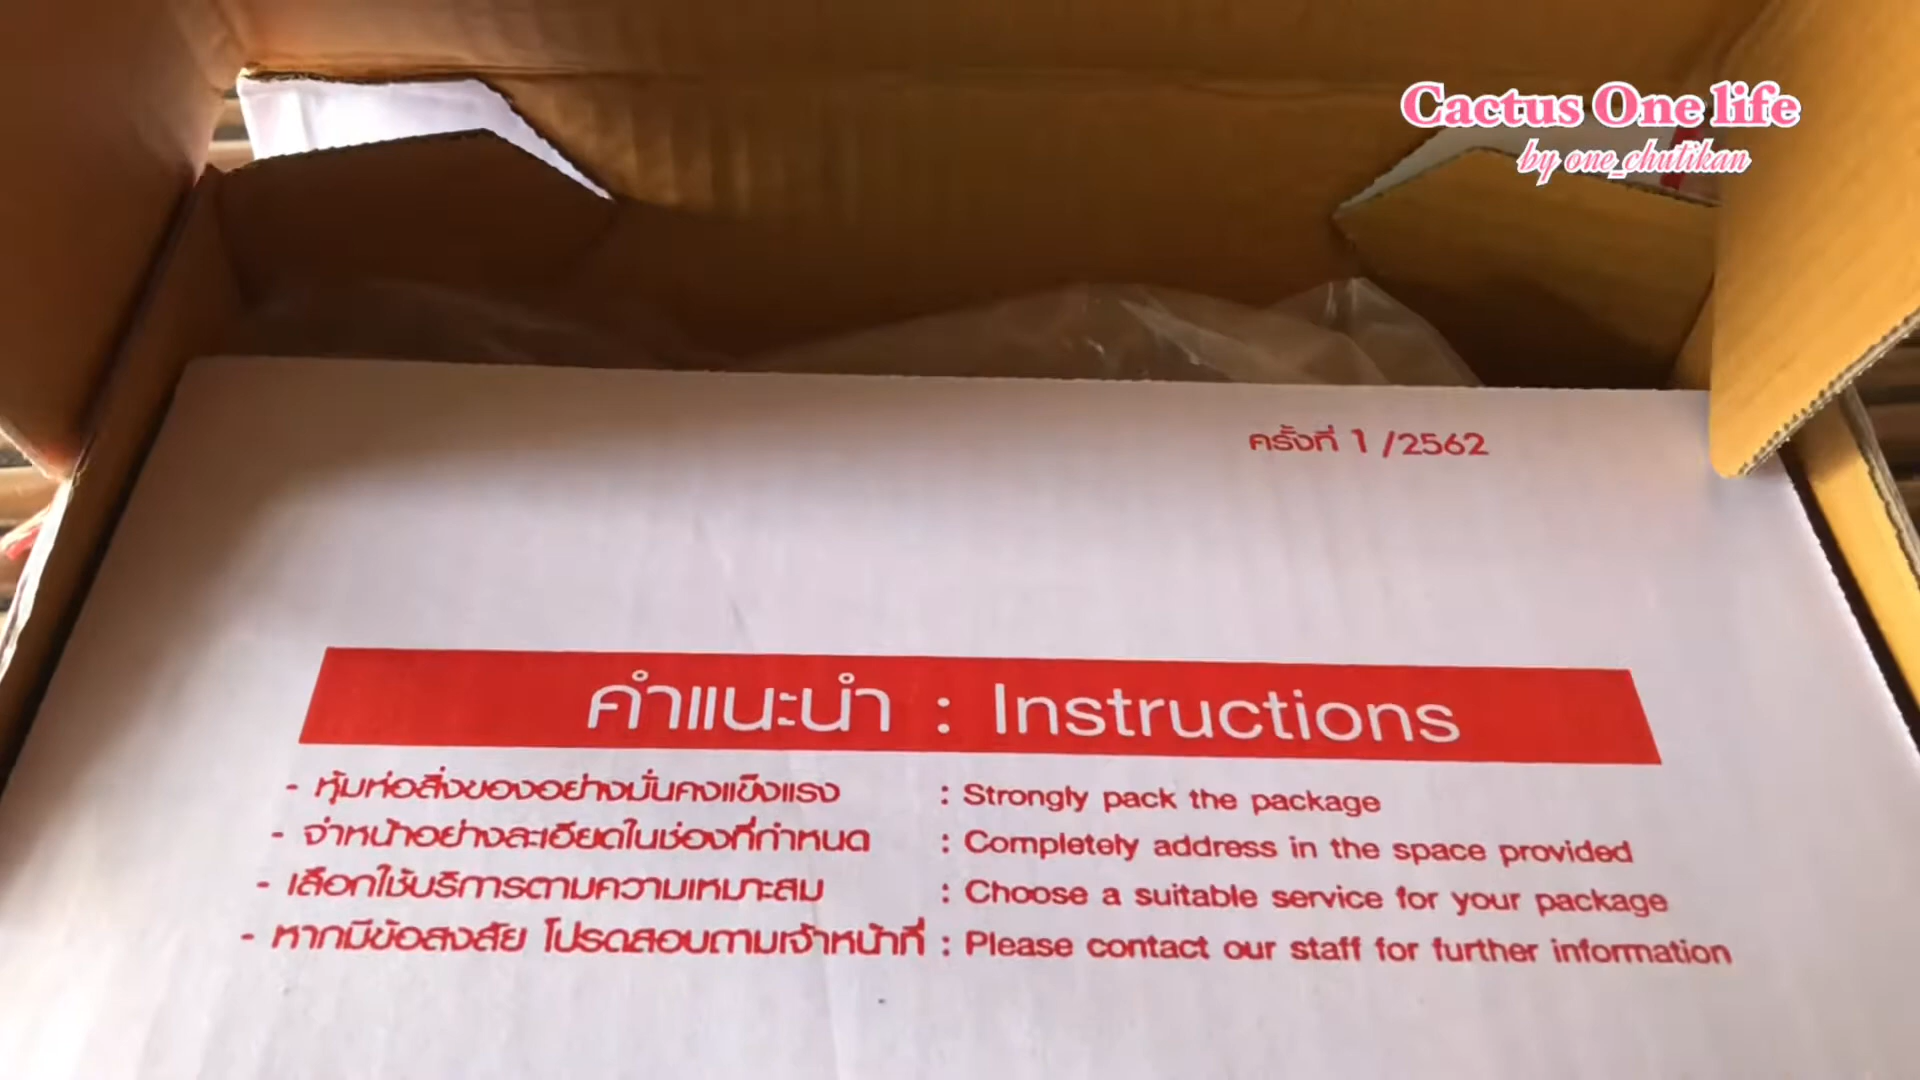 Cactus One life
by one_chutikan
ครั้งที่ 1 /2562
คำแนะนำ : Instructions
- หุ้มห่อสิ่งของอย่างมั่นคงแข็งแรง : Strongly pack the package
- จ่าหน้าอย่างละเอียดในช่องที่กำหนด : Completely address in the space provided
- เลือกใช้บริการตามความเหมาะสม : Choose a suitable service for your package
- หากมีข้อสงสัย โปรดสอบถามเจ้าหน้าที่ : Please contact our staff for further information